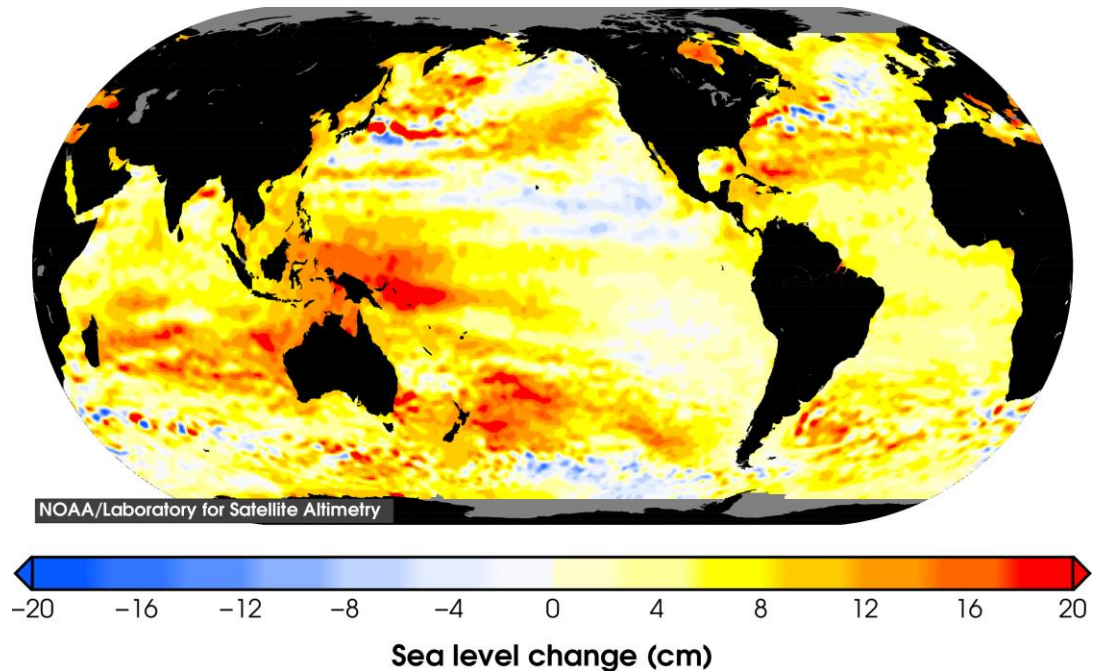 NOAA/Laboratory for Satellite Altimetry
−20 −16 −12 −8 −4 0 4 8 12 16 20
Sea level change (cm)